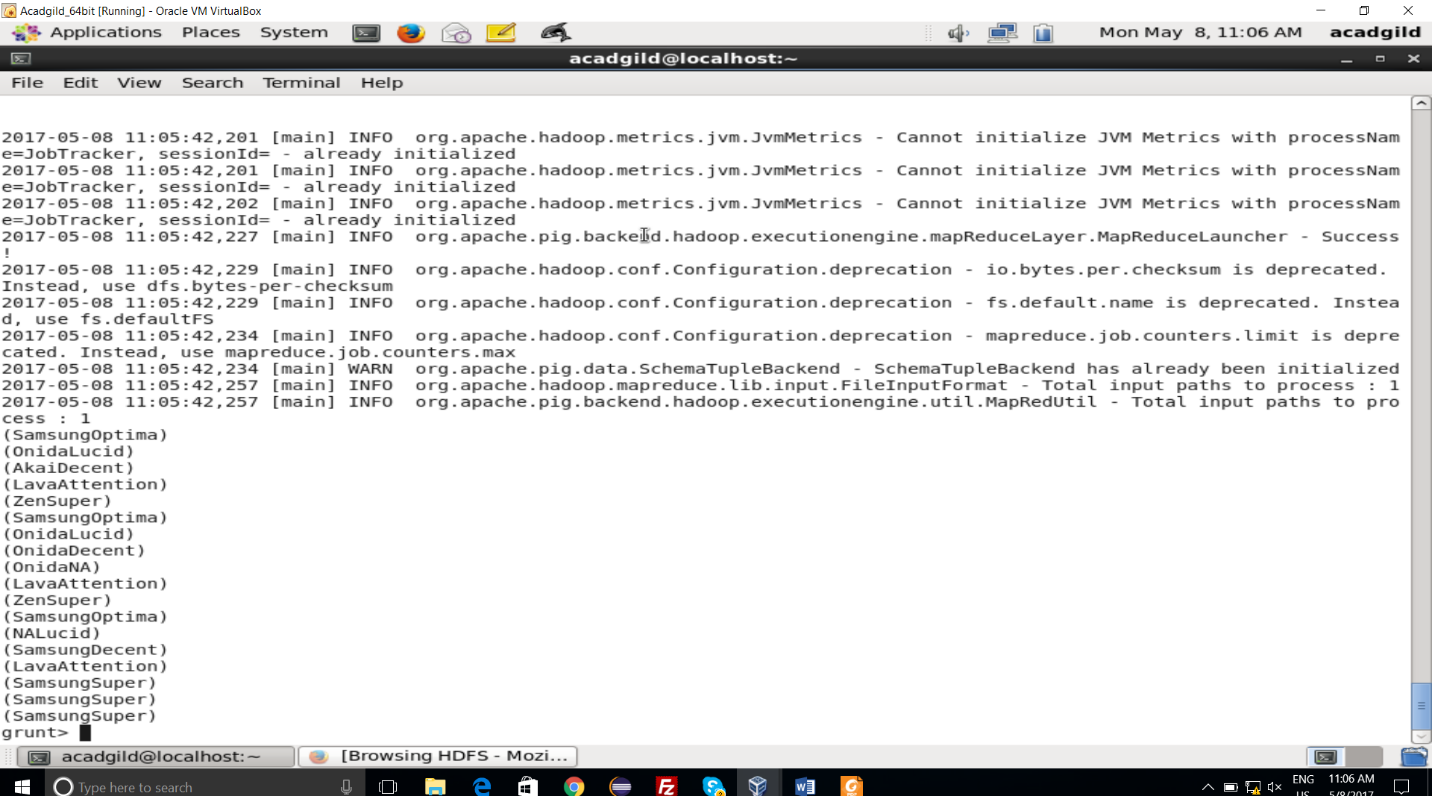 Acadgild_64bit [Running] - Oracle VM VirtualBox
Applications Places System Mon May 8, 11:06 AM acadgild
acadgild@localhost:~
File Edit View Search Terminal Help
2017-05-08 11:05:42,201 [main] INFO  org.apache.hadoop.metrics.jvm.JvmMetrics - Cannot initialize JVM Metrics with processNam
e=JobTracker, sessionId= - already initialized
2017-05-08 11:05:42,201 [main] INFO  org.apache.hadoop.metrics.jvm.JvmMetrics - Cannot initialize JVM Metrics with processNam
e=JobTracker, sessionId= - already initialized
2017-05-08 11:05:42,202 [main] INFO  org.apache.hadoop.metrics.jvm.JvmMetrics - Cannot initialize JVM Metrics with processNam
e=JobTracker, sessionId= - already initialized
2017-05-08 11:05:42,227 [main] INFO  org.apache.pig.backend.hadoop.executionengine.mapReduceLayer.MapReduceLauncher - Success
!
2017-05-08 11:05:42,229 [main] INFO  org.apache.hadoop.conf.Configuration.deprecation - io.bytes.per.checksum is deprecated.
Instead, use dfs.bytes-per-checksum
2017-05-08 11:05:42,229 [main] INFO  org.apache.hadoop.conf.Configuration.deprecation - fs.default.name is deprecated. Instea
d, use fs.defaultFS
2017-05-08 11:05:42,234 [main] INFO  org.apache.hadoop.conf.Configuration.deprecation - mapreduce.job.counters.limit is depre
cated. Instead, use mapreduce.job.counters.max
2017-05-08 11:05:42,234 [main] WARN  org.apache.pig.data.SchemaTupleBackend - SchemaTupleBackend has already been initialized
2017-05-08 11:05:42,257 [main] INFO  org.apache.hadoop.mapreduce.lib.input.FileInputFormat - Total input paths to process : 1
2017-05-08 11:05:42,257 [main] INFO  org.apache.pig.backend.hadoop.executionengine.util.MapRedUtil - Total input paths to pro
cess : 1
(SamsungOptima)
(OnidaLucid)
(AkaiDecent)
(LavaAttention)
(ZenSuper)
(SamsungOptima)
(OnidaLucid)
(OnidaDecent)
(OnidaNA)
(LavaAttention)
(ZenSuper)
(SamsungOptima)
(NALucid)
(SamsungDecent)
(LavaAttention)
(SamsungSuper)
(SamsungSuper)
(SamsungSuper)
grunt>
acadgild@localhost:~ [Browsing HDFS - Mozi...
Type here to search ENG 11:06 AM
US 5/8/2017